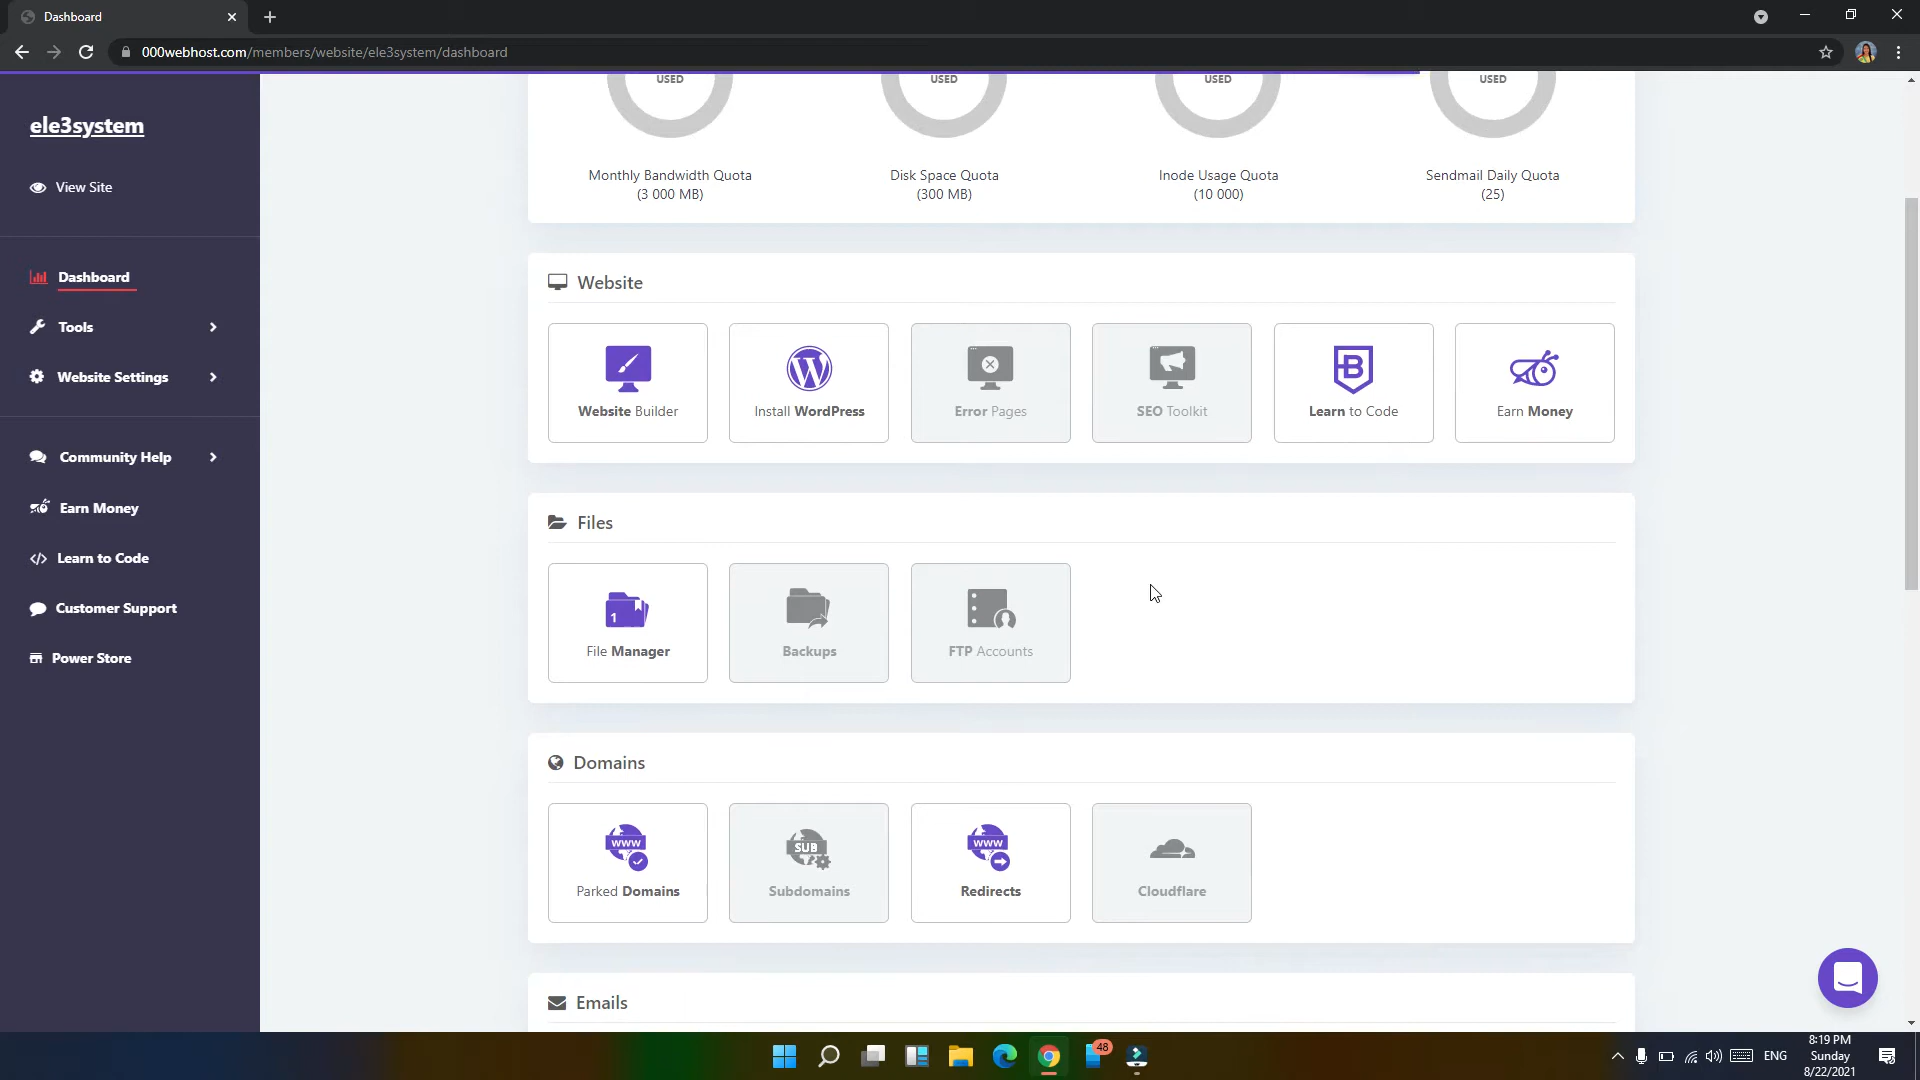 Dashboard
000webhost.com/members/website/ele3system/dashboard
ele3system
View Site
Dashboard
Tools
Website Settings
Community Help
Earn Money
Learn to Code
Customer Support
Power Store
USED USED USED USED
Monthly Bandwidth Quota
(3 000 MB)
Disk Space Quota
(300 MB)
Inode Usage Quota
(10 000)
Sendmail Daily Quota
(25)
Website
Website Builder
Install WordPress
Error Pages
SEO Toolkit
Learn to Code
Earn Money
Files
1
File Manager
Backups
FTP Accounts
Domains
WWW
Parked Domains
SUB
Subdomains
WWW
Redirects
Cloudflare
Emails
48
ENG
8:19 PM
Sunday
8/22/2021